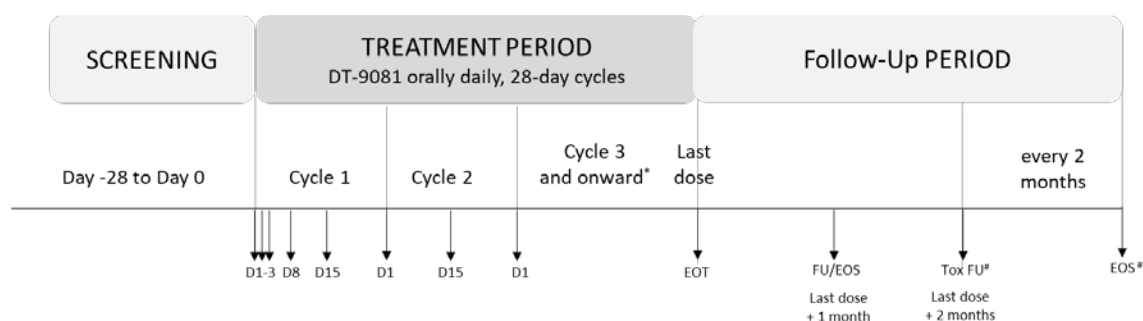 SCREENING
TREATMENT PERIOD
DT-9081 orally daily, 28-day cycles
Follow-Up PERIOD
Day -28 to Day 0
Cycle 1
Cycle 2
Cycle 3
and onward*
Last
dose
every 2
months
D1-3
D8
D15
D1
D15
D1
EOT
FU/EOS
Tox FU#
EOS#
Last dose
+ 1 month
Last dose
+ 2 months